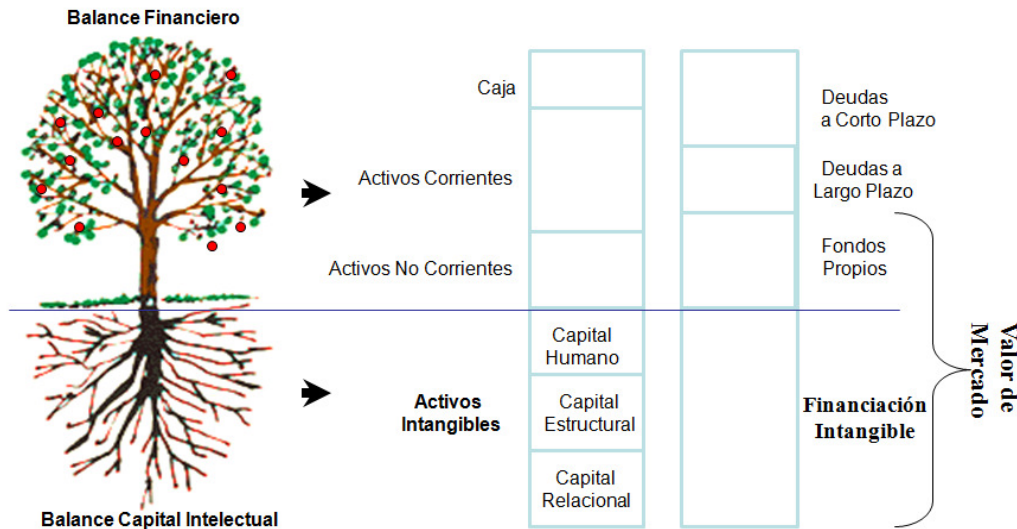 Balance Financiero
Caja
Activos Corrientes
Activos No Corrientes
Deudas
a Corto Plazo
Deudas a
Largo Plazo
Fondos
Propios
Activos
Intangibles
Capital
Humano
Capital
Estructural
Capital
Relacional
Financiación
Intangible
Valor de
Mercado
Balance Capital Intelectual